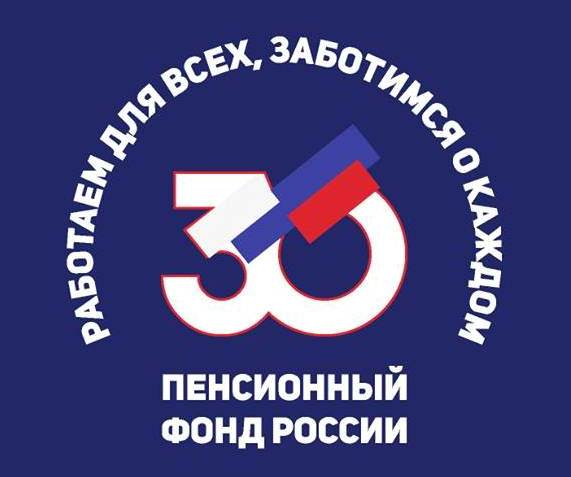 РАБОТАЕМ ДЛЯ ВСЕХ, ЗАБОТИМСЯ О КАЖДОМ
30
ПЕНСИОННЫЙ
ФОНД РОССИИ